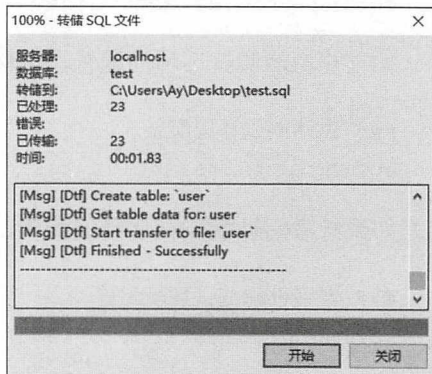 100% - 转储 SQL 文件
服务器: localhost
数据库: test
转储到: C:\Users\Ay\Desktop\test.sql
已处理: 23
错误:
已传输: 23
时间: 00:01.83
[Msg] [Dtf] Create table: `user`
[Msg] [Dtf] Get table data for: user
[Msg] [Dtf] Start transfer to file: `user`
[Msg] [Dtf] Finished - Successfully
--------------------------------------------------
开始 关闭